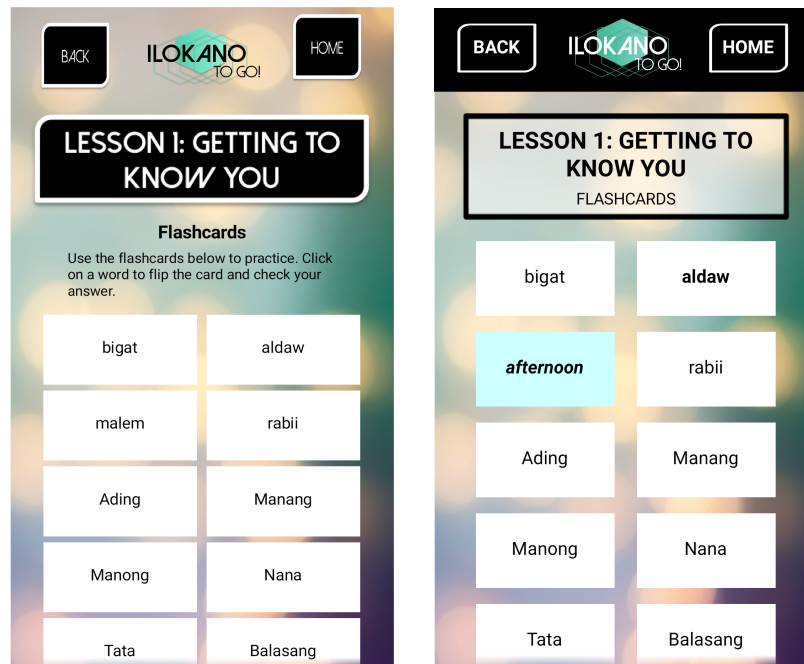 BACK
ILOKANO
TO GO!
HOME
LESSON 1: GETTING TO
KNOW YOU
Flashcards
Use the flashcards below to practice. Click
on a word to flip the card and check your
answer.
bigat aldaw
malem rabii
Ading Manang
Manong Nana
Tata Balasang
BACK
ILOKANO
TO GO!
HOME
LESSON 1: GETTING TO
KNOW YOU
FLASHCARDS
bigat aldaw
afternoon rabii
Ading Manang
Manong Nana
Tata Balasang